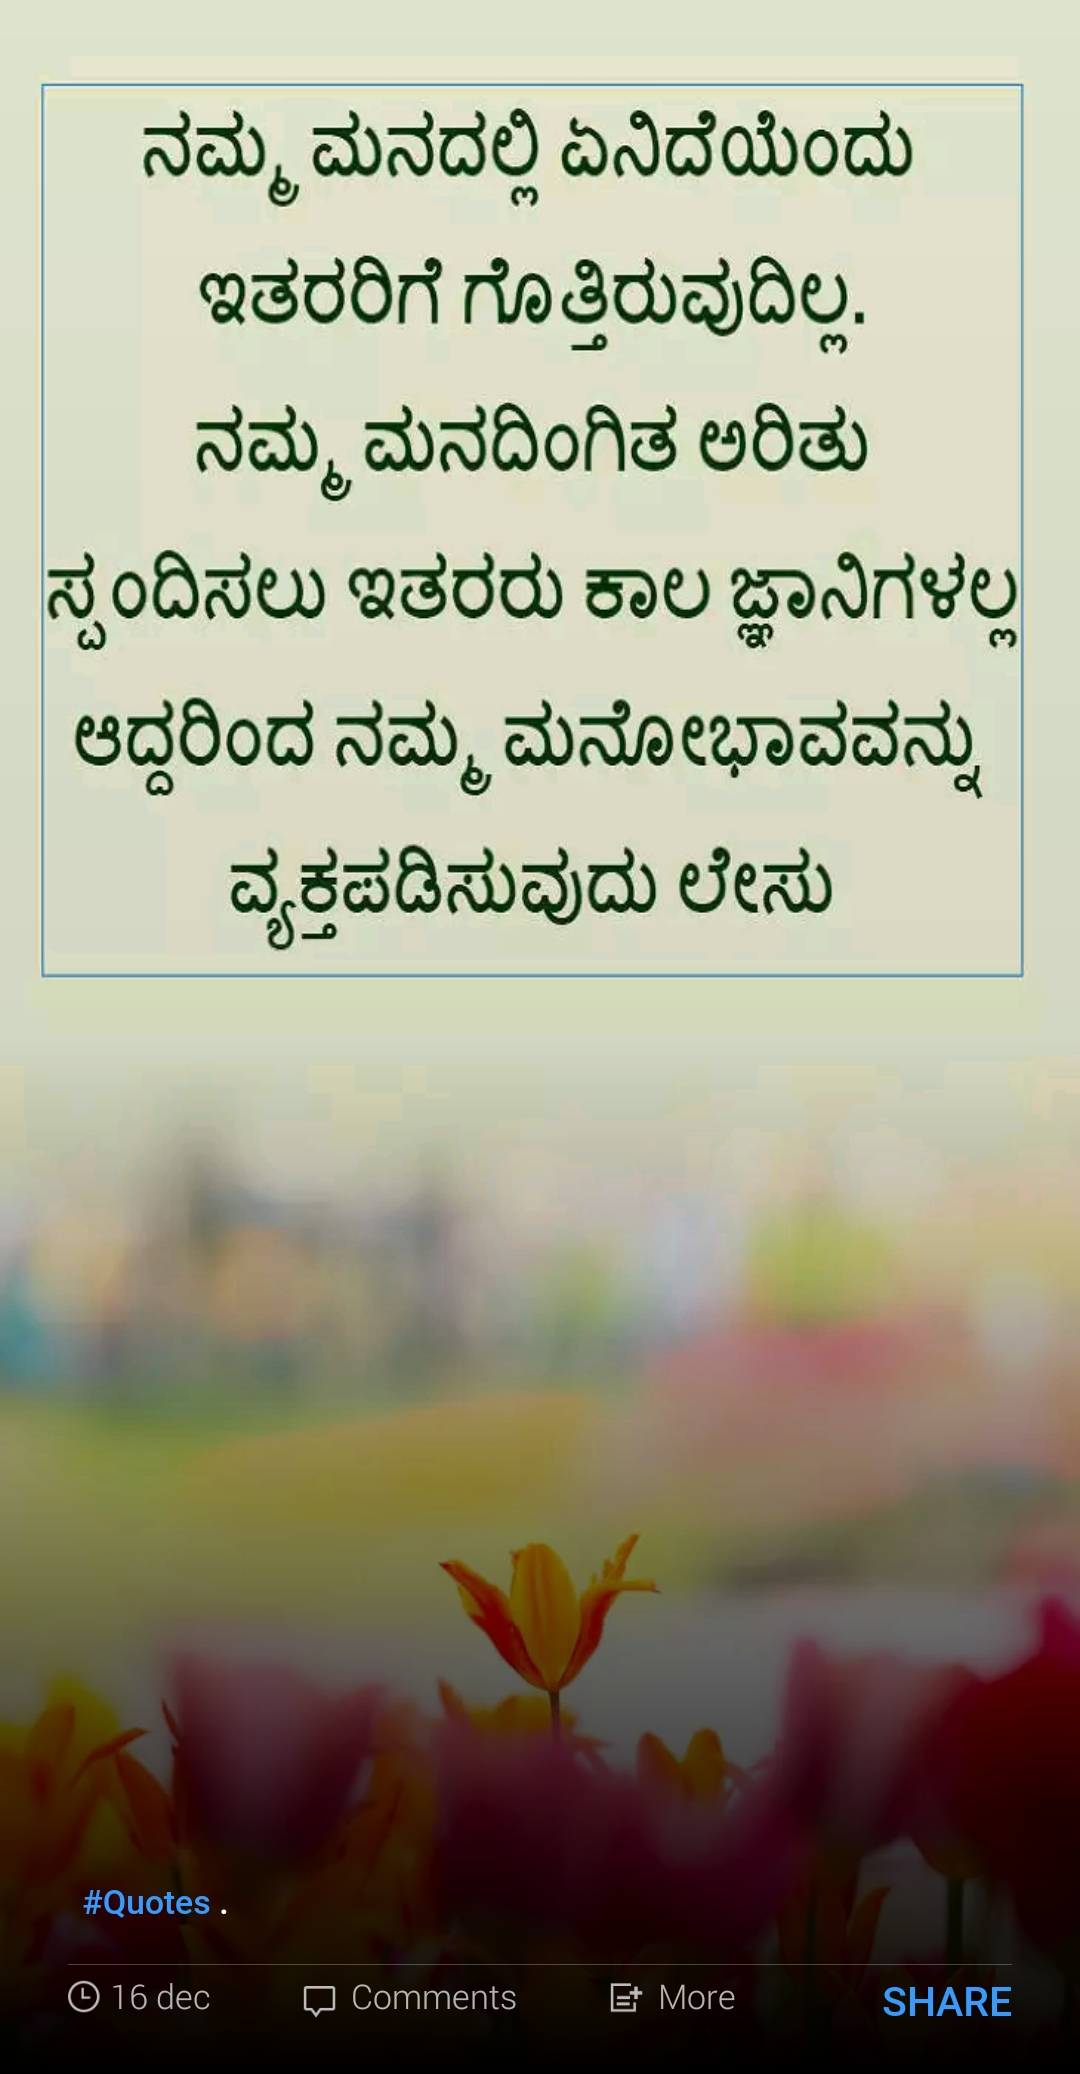 ನಮ್ಮ ಮನದಲ್ಲಿ ಏನಿದೆಯೆಂದು
ಇತರರಿಗೆ ಗೊತ್ತಿರುವುದಿಲ್ಲ.
ನಮ್ಮ ಮನದಿಂಗಿತ ಅರಿತು
ಸ್ಪಂದಿಸಲು ಇತರರು ಕಾಲ ಜ್ಞಾನಿಗಳಲ್ಲ
ಆದ್ದರಿಂದ ನಮ್ಮ ಮನೋಭಾವವನ್ನು
ವ್ಯಕ್ತಪಡಿಸುವುದು ಲೇಸು
#Quotes .
16 dec Comments More SHARE